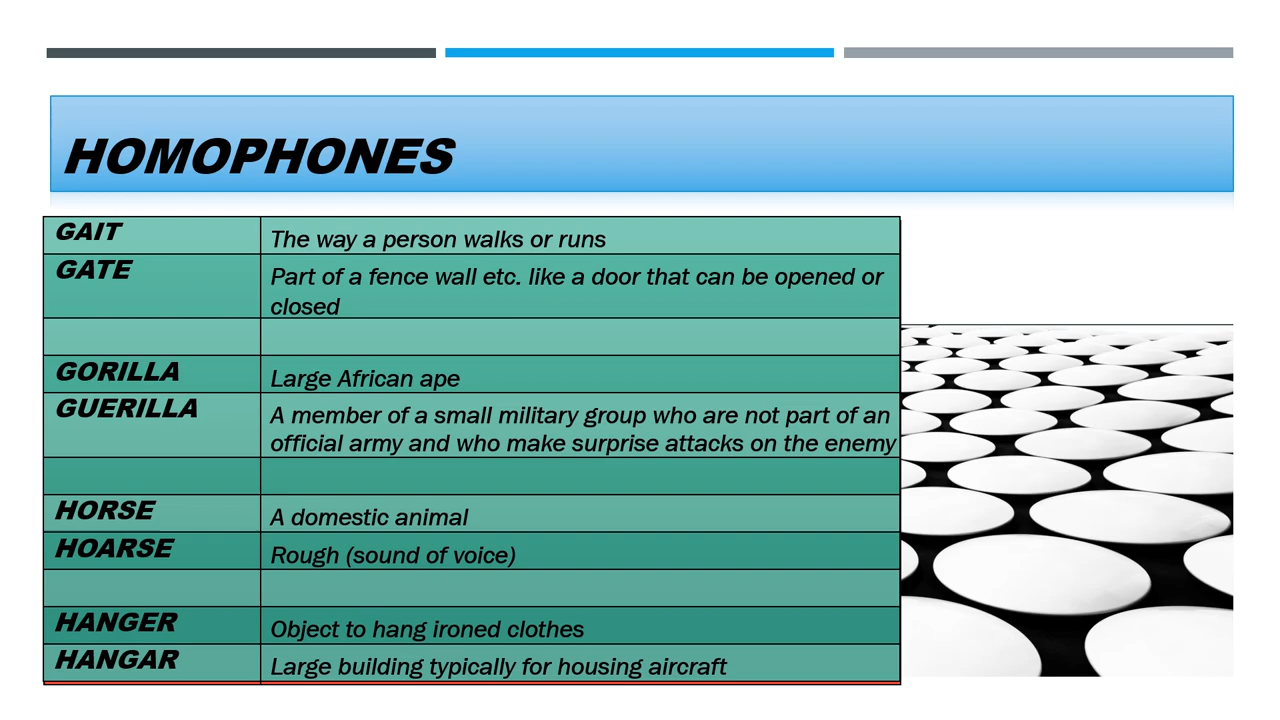 HOMOPHONES
GAIT
The way a person walks or runs
GATE
Part of a fence wall etc. like a door that can be opened or
closed
GORILLA
Large African ape
GUERILLA
A member of a small military group who are not part of an
official army and who make surprise attacks on the enemy
HORSE
A domestic animal
HOARSE
Rough (sound of voice)
HANGER
Object to hang ironed clothes
HANGAR
Large building typically for housing aircraft